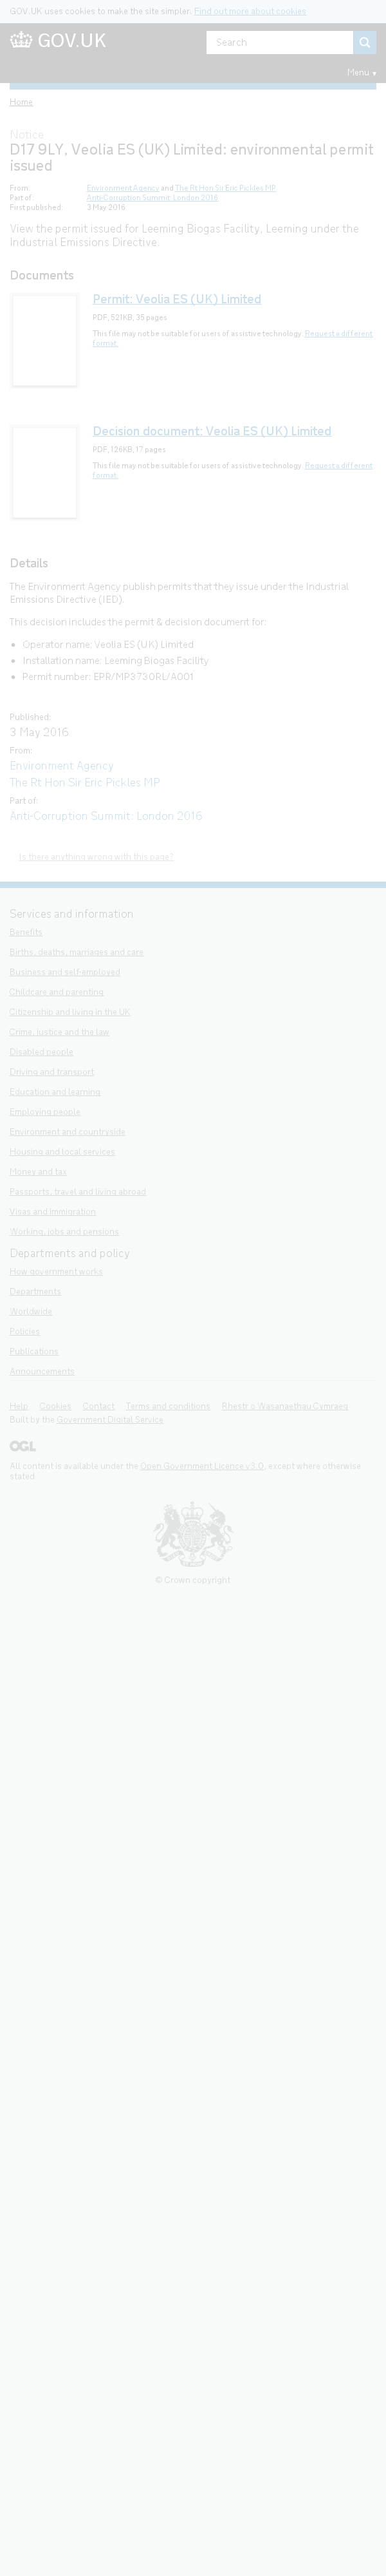 GOV.UK uses cookies to make the site simpler. Find out more about cookies
GOV.UK
Search
Menu ▾
Home
Notice
D17 9LY, Veolia ES (UK) Limited: environmental permit
issued
From: Environment Agency and The Rt Hon Sir Eric Pickles MP
Part of: Anti-Corruption Summit: London 2016
First published: 3 May 2016
View the permit issued for Leeming Biogas Facility, Leeming under the
Industrial Emissions Directive.
Documents
Permit: Veolia ES (UK) Limited
PDF, 521KB, 35 pages
This file may not be suitable for users of assistive technology. Request a different
format.
Decision document: Veolia ES (UK) Limited
PDF, 126KB, 17 pages
This file may not be suitable for users of assistive technology. Request a different
format.
Details
The Environment Agency publish permits that they issue under the Industrial
Emissions Directive (IED).
This decision includes the permit & decision document for:
• Operator name: Veolia ES (UK) Limited
• Installation name: Leeming Biogas Facility
• Permit number: EPR/MP3730RL/A001
Published:
3 May 2016
From:
Environment Agency
The Rt Hon Sir Eric Pickles MP
Part of:
Anti-Corruption Summit: London 2016
Is there anything wrong with this page?
Services and information
Benefits
Births, deaths, marriages and care
Business and self-employed
Childcare and parenting
Citizenship and living in the UK
Crime, justice and the law
Disabled people
Driving and transport
Education and learning
Employing people
Environment and countryside
Housing and local services
Money and tax
Passports, travel and living abroad
Visas and immigration
Working, jobs and pensions
Departments and policy
How government works
Departments
Worldwide
Policies
Publications
Announcements
Help Cookies Contact Terms and conditions Rhestr o Wasanaethau Cymraeg
Built by the Government Digital Service
OGL
All content is available under the Open Government Licence v3.0, except where otherwise
stated
© Crown copyright